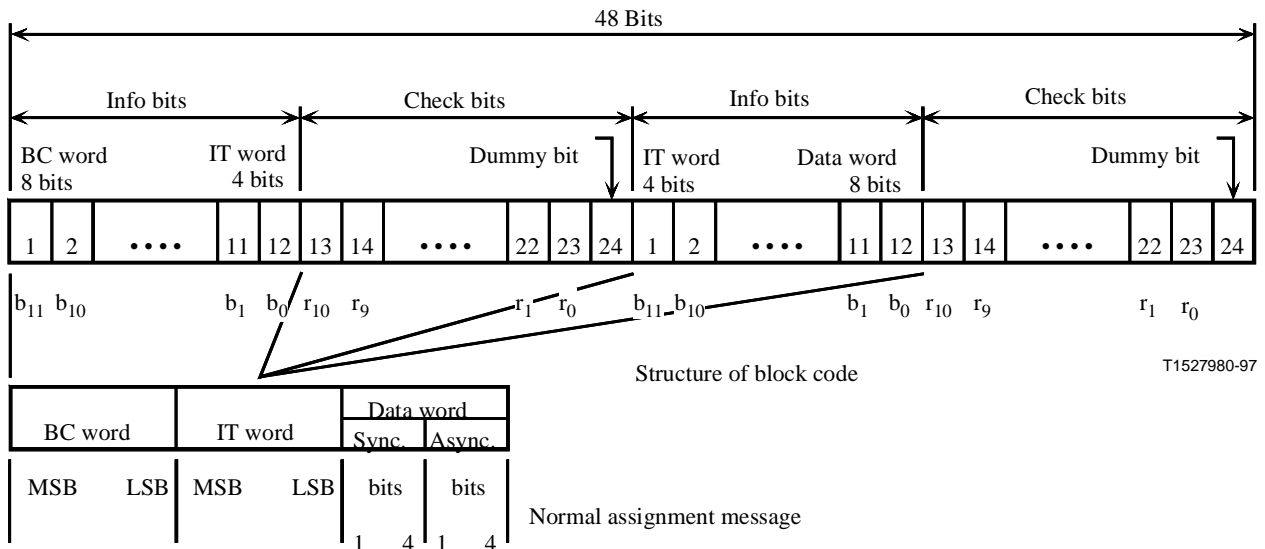 48 Bits
Info bits Check bits Info bits Check bits
BC word IT word Dummy bit IT word Data word Dummy bit
8 bits 4 bits 4 bits 8 bits
1 2 •••• 11 12 13 14 •••• 22 23 24 1 2 •••• 11 12 13 14 •••• 22 23 24
b11 b10 b1 b0 r10 r9 r1 r0 b11 b10 b1 b0 r10 r9 r1 r0
Structure of block code
T1527980-97
BC word IT word Data word
Sync. Async.
MSB LSB MSB LSB bits bits
Normal assignment message
1 4 1 4